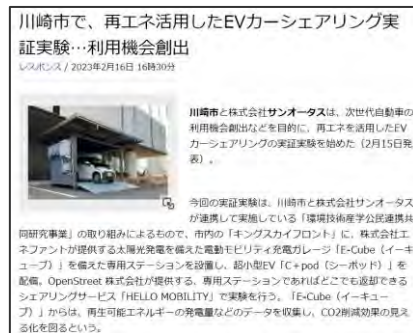 川崎市で、再エネ活用したEVカーシェアリング実
証実験…利用機会創出
レスポンス / 2023年2月16日 16時30分
川崎市と株式会社サンオータスは、次世代自動車の
利用機会創出などを目的に、再エネを活用したEV
カーシェアリングの実証実験を始めた（2月15日発
表）。
今回の実証実験は、川崎市と株式会社サンオータス
が連携して実施している「環境技術産学公民連携共
同研究事業」の取り組みによるもので、市内の「キングスカイフロント」に、株式会社エ
ネファントが提供する太陽光発電を備えた電動モビリティ充電ガレージ「E-Cube（イーキ
ューブ）」を備えた専用ステーションを設置し、超小型EV「C＋pod（シーポッド）」を
配備。OpenStreet 株式会社が提供する、専用ステーションであればどこでも返却できる
シェアリングサービス「HELLO MOBILITY」で実験を行う。「E-Cube（イーキュー
ブ）」からは、再生可能エネルギーの発電量などのデータを収集し、CO2削減効果の見え
る化を図るという。